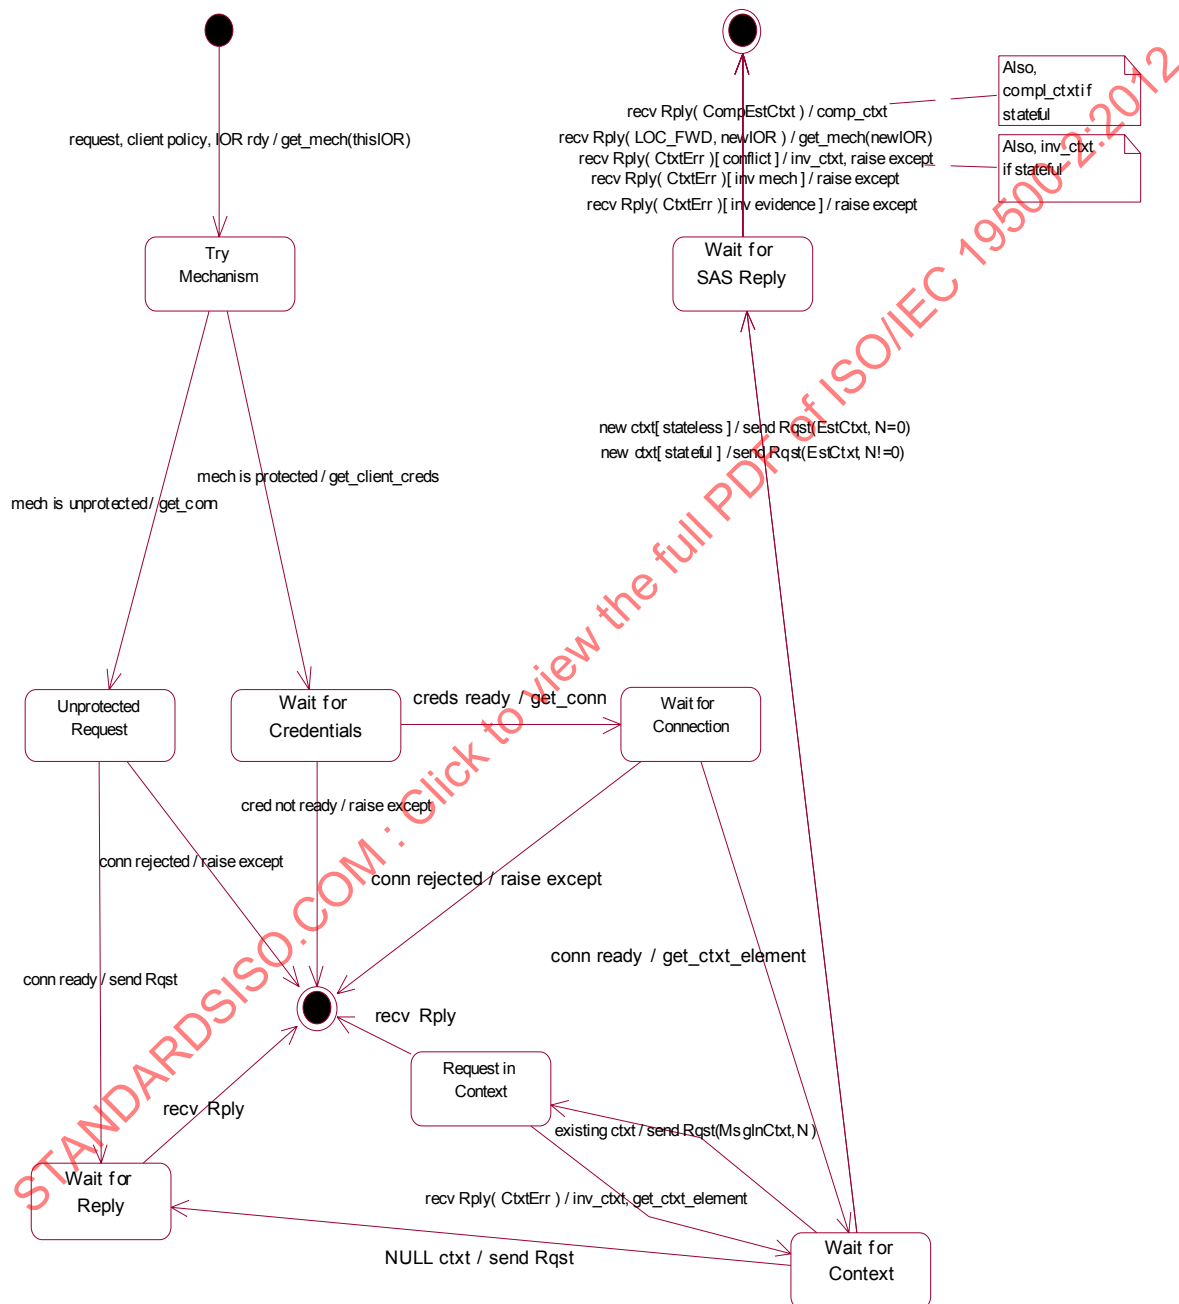 Also,
compl_ctxt if
stateful
recv Rply( CompEstCtxt ) / comp_ctxt
request, client policy, IOR rdy / get_mech(thisIOR)
recv Rply( LOC_FWD, newIOR ) / get_mech(newIOR)
recv Rply( CtxtErr )[ conflict ] / inv_ctxt, raise except
recv Rply( CtxtErr )[ inv mech ] / raise except
recv Rply( CtxtErr )[ inv evidence ] / raise except
Also, inv_ctxt
if stateful
Try
Mechanism
Wait for
SAS Reply
new ctxt[ stateless ] / send Rqst(EstCtxt, N=0)
new ctxt[ stateful ] / send Rqst(EstCtxt, N!=0)
mech is protected / get_client_creds
mech is unprotected / get_conn
Unprotected
Request
Wait for
Credentials
creds ready / get_conn
Wait for
Connection
cred not ready / raise except
conn rejected / raise except
conn rejected / raise except
conn ready / get_ctxt_element
conn ready / send Rqst
recv Rply
Request in
Context
recv Rply
existing ctxt / send Rqst(MsgInCtxt, N )
Wait for
Reply
recv Rply( CtxtErr ) / inv_ctxt, get_ctxt_element
NULL ctxt / send Rqst
Wait for
Context
STANDARDSISO.COM : Click to view the full PDF of ISO/IEC 19500-2:2012